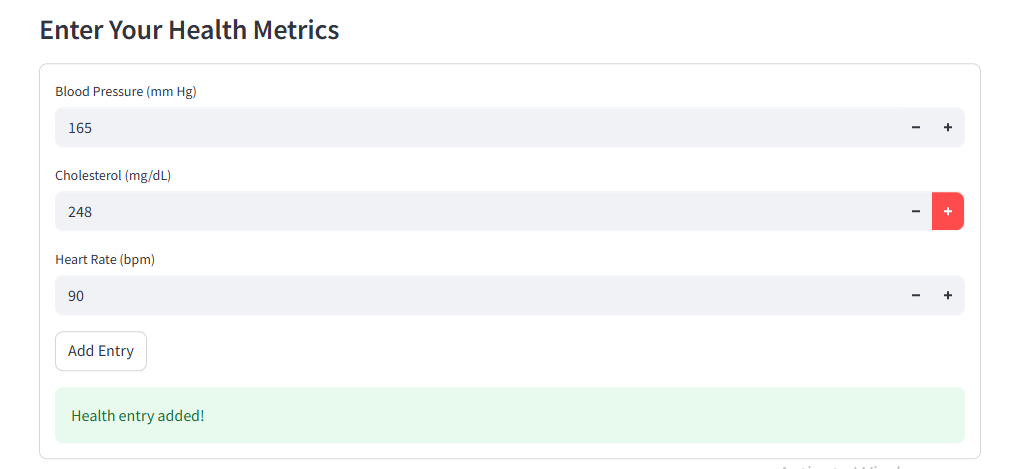 Enter Your Health Metrics
Blood Pressure (mm Hg)
165
− +
Cholesterol (mg/dL)
248
− +
Heart Rate (bpm)
90
− +
Add Entry
Health entry added!